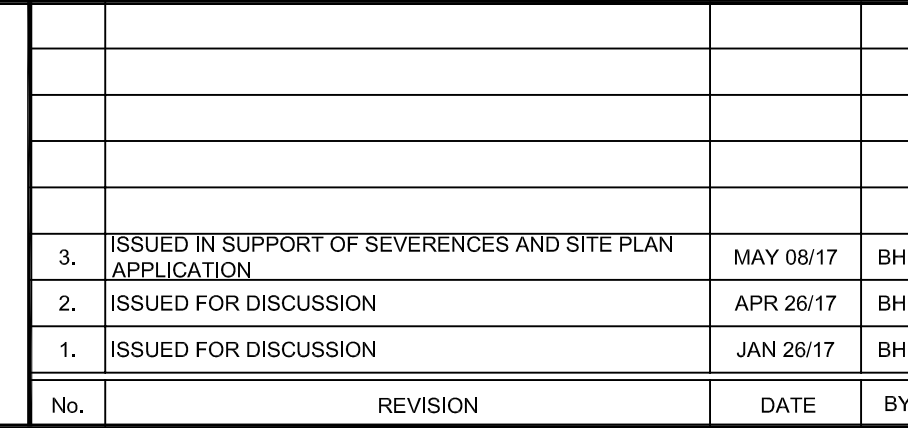 3. ISSUED IN SUPPORT OF SEVERENCES AND SITE PLAN APPLICATION MAY 08/17 BH
2. ISSUED FOR DISCUSSION APR 26/17 BH
1. ISSUED FOR DISCUSSION JAN 26/17 BH
No. REVISION DATE BY